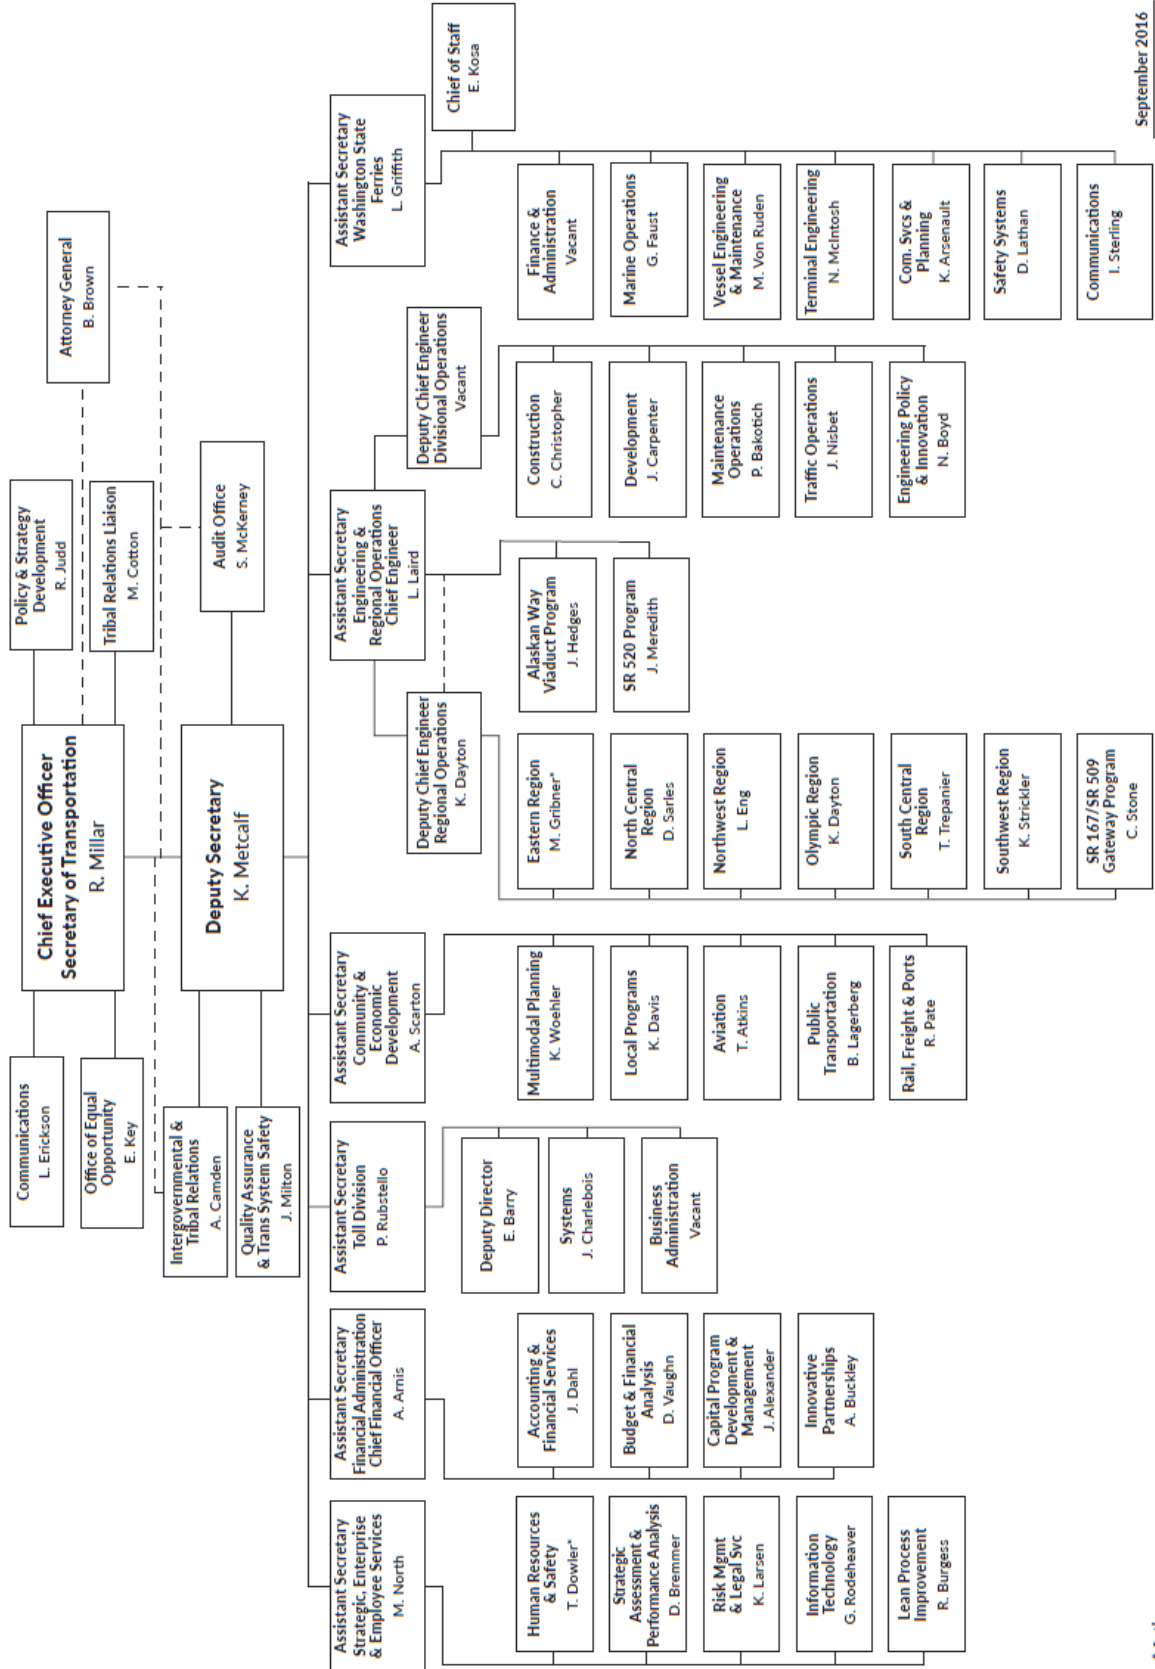 Communications
L. Erickson
Office of Equal
Opportunity
E. Key
Chief Executive Officer
Secretary of Transportation
R. Millar
Policy & Strategy
Development
R. Judd
Tribal Relations Liaison
M. Cotton
Attorney General
B. Brown
Intergovernmental &
Tribal Relations
A. Camden
Quality Assurance
& Trans System Safety
J. Milton
Deputy Secretary
K. Metcalf
Audit Office
S. McKerney
Assistant Secretary
Strategic, Enterprise
& Employee Services
M. North
Human Resources
& Safety
T. Dowler*
Strategic
Assessment &
Performance Analysis
D. Bremmer
Risk Mgmt
& Legal Svc
K. Larsen
Information
Technology
G. Rodeheaver
Lean Process
Improvement
R. Burgess
Assistant Secretary
Financial Administration
Chief Financial Officer
A. Arnis
Accounting &
Financial Services
J. Dahl
Budget & Financial
Analysis
D. Vaughn
Capital Program
Development &
Management
J. Alexander
Innovative
Partnerships
A. Buckley
Assistant Secretary
Toll Division
P. Rubstello
Deputy Director
E. Barry
Systems
J. Charlebois
Business
Administration
Vacant
Assistant Secretary
Community &
Economic
Development
A. Scarton
Multimodal Planning
K. Woehler
Local Programs
K. Davis
Aviation
T. Atkins
Public
Transportation
B. Lagerberg
Rail, Freight & Ports
R. Pate
Assistant Secretary
Engineering &
Regional Operations
Chief Engineer
L. Laird
Deputy Chief Engineer
Regional Operations
K. Dayton
Eastern Region
M. Gribner*
North Central
Region
D. Sarles
Northwest Region
L. Eng
Olympic Region
K. Dayton
South Central
Region
T. Trepanier
Southwest Region
K. Strickler
SR 167/SR 509
Gateway Program
C. Stone
Alaskan Way
Viaduct Program
J. Hedges
SR 520 Program
J. Meredith
Deputy Chief Engineer
Divisional Operations
Vacant
Construction
C. Christopher
Development
J. Carpenter
Maintenance
Operations
P. Bakotich
Traffic Operations
J. Nisbet
Engineering Policy
& Innovation
N. Boyd
Assistant Secretary
Washington State
Ferries
L. Griffith
Chief of Staff
E. Kosa
Finance &
Administration
Vacant
Marine Operations
G. Faust
Vessel Engineering
& Maintenance
M. Von Ruden
Terminal Engineering
N. McIntosh
Com. Svcs &
Planning
K. Arsenault
Safety Systems
D. Lathan
Communications
I. Sterling
September 2016